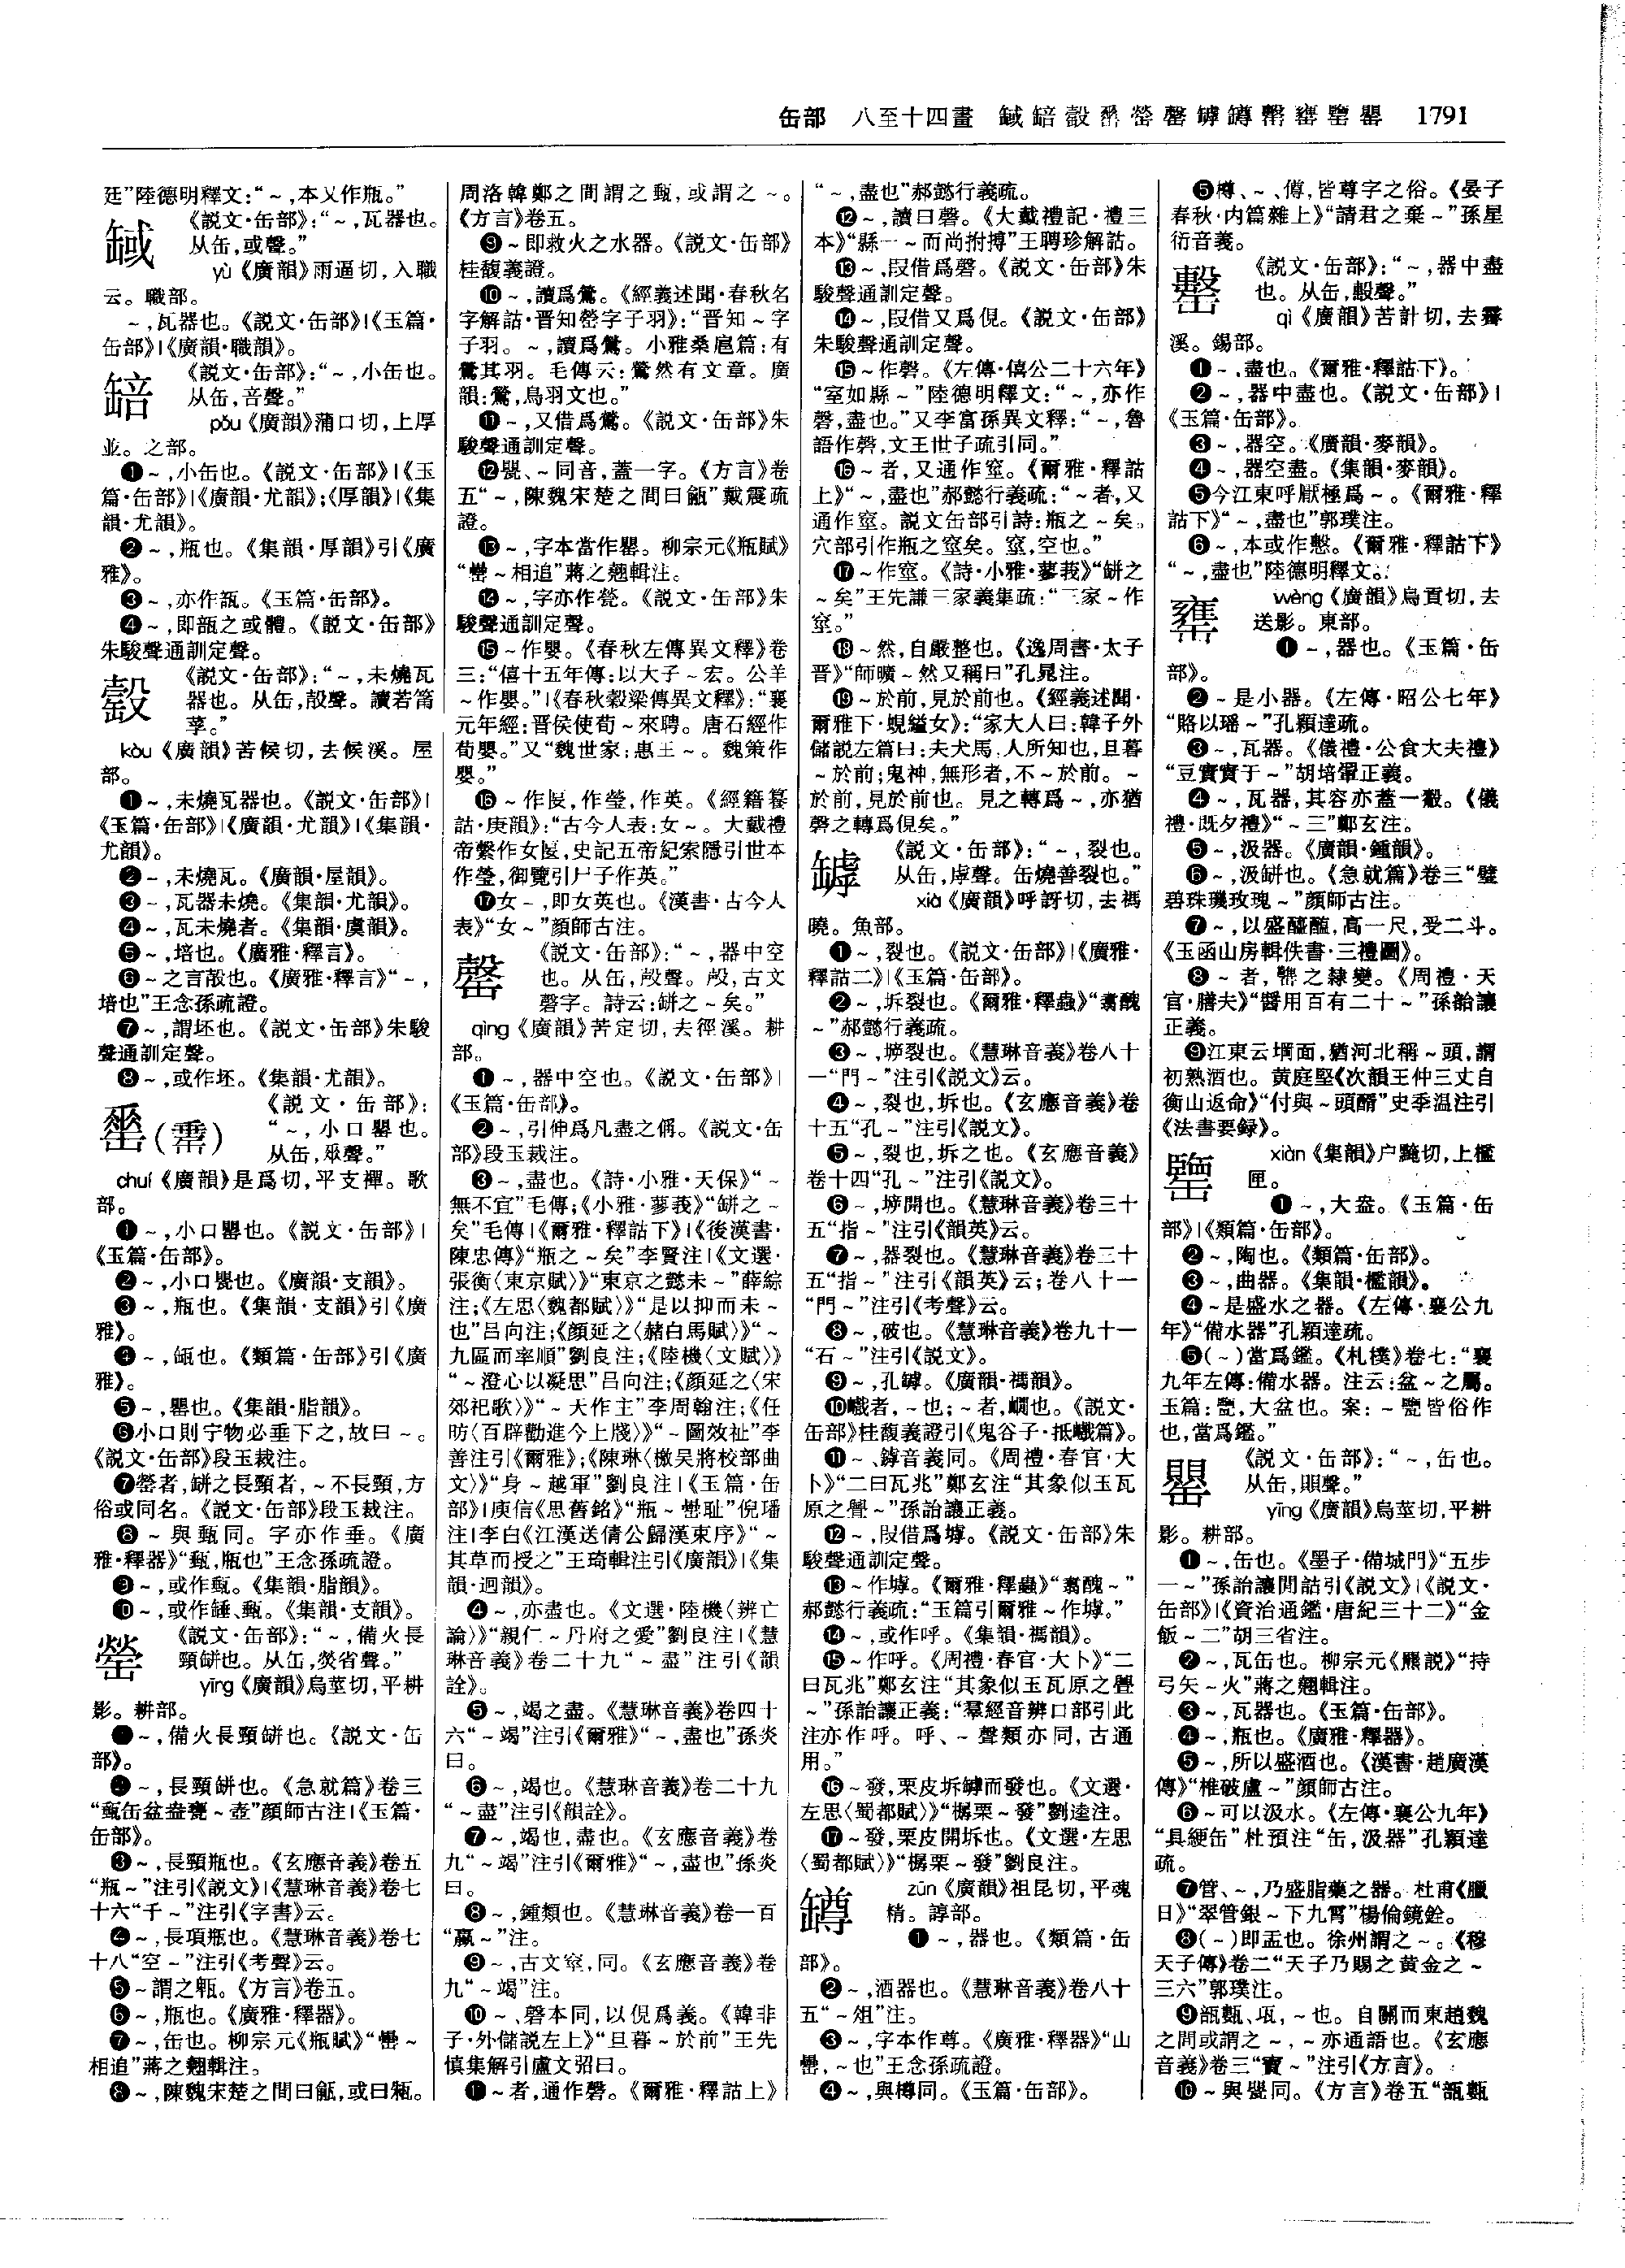 缶部　八至十四畫　䍃䍌㲄𦉈罃罄罅罇罊罋㽉罌　1791
廷”陸德明釋文:“～,本乂作瓶。”
《説文·缶部》:“～,瓦器也。
从缶,或聲。”
yù《廣韻》雨逼切,入職
云。職部。
～,瓦器也。《説文·缶部》|《玉篇·
缶部》|《廣韻·職韻》。
《説文·缶部》:“～,小缶也。
从缶,咅聲。”
pǒu《廣韻》蒲口切,上厚
並。之部。
❶～,小缶也。《説文·缶部》|《玉
篇·缶部》|《廣韻·尤韻》;《厚韻》|《集
韻·尤韻》。
❷～,瓶也。《集韻·厚韻》引《廣
雅》。
❸～,亦作瓿。《玉篇·缶部》。
❹～,即瓿之或體。《説文·缶部》
朱駿聲通訓定聲。
《説文·缶部》:“～,未燒瓦
器也。从缶,㱿聲。讀若筩
莩。”
kòu《廣韻》苦候切,去候溪。屋
部。
❶～,未燒瓦器也。《説文·缶部》|
《玉篇·缶部》|《廣韻·尤韻》|《集韻·
尤韻》。
❷～,未燒瓦。《廣韻·屋韻》。
❸～,瓦器未燒。《集韻·尤韻》。
❹～,瓦未燒者。《集韻·虞韻》。
❺～,培也。《廣雅·釋言》。
❻～之言㱿也。《廣雅·釋言》“～,
培也”王念孫疏證。
❼～,謂坯也。《説文·缶部》朱駿
聲通訓定聲。
❽～,或作坯。《集韻·尤韻》。
《説文·缶部》:
“～,小口罌也。
从缶,𠂹聲。”
chuí《廣韻》是爲切,平支禪。歌
部。
❶～,小口罌也。《説文·缶部》|
《玉篇·缶部》。
❷～,小口甖也。《廣韻·支韻》。
❸～,瓶也。《集韻·支韻》引《廣
雅》。
❹～,缻也。《類篇·缶部》引《廣
雅》。
❺～,罌也。《集韻·脂韻》。
❻小口則宁物必垂下之,故曰～。
《説文·缶部》段玉裁注。
❼罃者,缾之長頸者,～不長頸,方
俗或同名。《説文·缶部》段玉裁注。
❽～與甀同。字亦作垂。《廣
雅·釋器》“甀,瓶也”王念孫疏證。
❾～,或作甀。《集韻·脂韻》。
❿～,或作䍋、甀。《集韻·支韻》。
罃
《説文·缶部》:“～,備火長
頸缾也。从缶,熒省聲。”
yīng《廣韻》烏莖切,平耕
影。耕部。
❶～,備火長頸缾也。《説文·缶
部》。
❷～,長頸缾也。《急就篇》卷三
“甀缶盆盎甕～壺”顔師古注|《玉篇·
缶部》。
❸～,長頸瓶也。《玄應音義》卷五
“瓶～”注引《説文》|《慧琳音義》卷七
十六“千～”注引《字書》云。
❹～,長項瓶也。《慧琳音義》卷七
十八“空～”注引《考聲》云。
❺～謂之㼰。《方言》卷五。
❻～,瓶也。《廣雅·釋器》。
❼～,缶也。柳宗元《瓶賦》“罍～
相追”蔣之翹輯注。
❽～,陳魏宋楚之間曰㼶,或曰㼥。
周洛韓鄭之間謂之甀,或謂之～。
《方言》卷五。
❾～即救火之水器。《説文·缶部》
桂馥義證。
❿～,讀爲鶯。《經義述聞·春秋名
字解詁·晋知罃字子羽》:“晋知～字
子羽。～,讀爲鶯。小雅桑扈篇:有
鶯其羽。毛傳云:鶯然有文章。廣
韻:鶯,鳥羽文也。”
⓫～,又借爲鶯。《説文·缶部》朱
駿聲通訓定聲。
⓬甖、～同音,蓋一字。《方言》卷
五“～,陳魏宋楚之間曰㼶”戴震疏
證。
⓭～,字本當作罌。柳宗元《瓶賦》
“罍～相追”蔣之翹輯注。
⓮～,字亦作甇。《説文·缶部》朱
駿聲通訓定聲。
⓯～作嬰。《春秋左傳異文釋》卷
三:“僖十五年傳:以大子～宏。公羊
～作嬰。”|《春秋穀梁傳異文釋》:“襄
元年經:晋侯使荀～來聘。唐石經作
荀嬰。”又“魏世家:惠王～。魏策作
嬰。”
⓰～作匽,作瑩,作英。《經籍籑
詁·庚韻》:“古今人表:女～。大戴禮
帝繫作女匽,史記五帝紀索隱引世本
作瑩,御覽引尸子作英。”
⓱女～,即女英也。《漢書·古今人
表》“女～”顔師古注。
罄
《説文·缶部》:“～,器中空
也。从缶,殸聲。殸,古文
磬字。詩云:缾之～矣。”
qìng《廣韻》苦定切,去徑溪。耕
部。
❶～,器中空也。《説文·缶部》|
《玉篇·缶部》。
❷～,引伸爲凡盡之偁。《説文·缶
部》段玉裁注。
❸～,盡也。《詩·小雅·天保》“～
無不宜”毛傳;《小雅·蓼莪》“缾之～
矣”毛傳|《爾雅·釋詁下》|《後漢書·
陳忠傳》“瓶之～矣”李賢注|《文選·
張衡〈東京賦〉》“東京之懿未～”薛綜
注;《左思〈魏都賦〉》“是以抑而未～
也”吕向注;《顔延之〈赭白馬賦〉》“～
九區而率順”劉良注;《陸機〈文賦〉》
“～澄心以凝思”吕向注;《顔延之〈宋
郊祀歌〉》“～天作主”李周翰注;《任
昉〈百辟勸進今上牋〉》“～圖效祉”李
善注引《爾雅》;《陳琳〈檄吴將校部曲
文〉》“身～越軍”劉良注|《玉篇·缶
部》|庾信《思舊銘》“瓶～罍耻”倪璠
注|李白《江漢送倩公歸漢東序》“～
其草而授之”王琦輯注引《廣韻》|《集
韻·迥韻》。
❹～,亦盡也。《文選·陸機〈辨亡
論〉》“親仁～丹府之愛”劉良注|《慧
琳音義》卷二十九“～盡”注引《韻
詮》。
❺～,竭之盡。《慧琳音義》卷四十
六“～竭”注引《爾雅》“～,盡也”孫炎
曰。
❻～,竭也。《慧琳音義》卷二十九
“～盡”注引《韻詮》。
❼～,竭也,盡也。《玄應音義》卷
九“～竭”注引《爾雅》“～,盡也”孫炎
曰。
❽～,鍾類也。《慧琳音義》卷一百
“蠃～”注。
❾～,古文窒,同。《玄應音義》卷
九“～竭”注。
❿～、磬本同,以俔爲義。《韓非
子·外儲説左上》“旦暮～於前”王先
慎集解引盧文弨曰。
⓫～者,通作磬。《爾雅·釋詁上》
“～,盡也”郝懿行義疏。
⓬～,讀曰磬。《大戴禮記·禮三
本》“縣一～而尚拊搏”王聘珍解詁。
⓭～,叚借爲磬。《説文·缶部》朱
駿聲通訓定聲。
⓮～,叚借又爲俔。《説文·缶部》
朱駿聲通訓定聲。
⓯～作磬。《左傳·僖公二十六年》
“室如縣～”陸德明釋文:“～,亦作
磬,盡也。”又李富孫異文釋:“～,魯
語作磬,文王世子疏引同。”
⓰～者,又通作窒。《爾雅·釋詁
上》“～,盡也”郝懿行義疏:“～者,又
通作窒。説文缶部引詩:瓶之～矣。
穴部引作瓶之窒矣。窒,空也。”
⓱～作窒。《詩·小雅·蓼莪》“缾之
～矣”王先謙三家義集疏:“三家～作
窒。”
⓲～然,自嚴整也。《逸周書·太子
晋》“師曠～然又稱曰”孔晁注。
⓳～於前,見於前也。《經義述聞·
爾雅下·蜆縊女》:“家大人曰:韓子外
儲説左篇曰:夫犬馬,人所知也,旦暮
～於前;鬼神,無形者,不～於前。～
於前,見於前也。見之轉爲～,亦猶
磬之轉爲俔矣。”
罅
《説文·缶部》:“～,裂也。
从缶,虖聲。缶燒善裂也。”
xià《廣韻》呼訝切,去禡
曉。魚部。
❶～,裂也。《説文·缶部》|《廣雅·
釋詁二》|《玉篇·缶部》。
❷～,坼裂也。《爾雅·釋蟲》“翥醜
～”郝懿行義疏。
❸～,㙤裂也。《慧琳音義》卷八十
一“門～”注引《説文》云。
❹～,裂也,坼也。《玄應音義》卷
十五“孔～”注引《説文》。
❺～,裂也,坼之也。《玄應音義》
卷十四“孔～”注引《説文》。
❻～,㙤開也。《慧琳音義》卷三十
五“指～”注引《韻英》云。
❼～,器裂也。《慧琳音義》卷三十
五“指～”注引《韻英》云;卷八十一
“門～”注引《考聲》云。
❽～,破也。《慧琳音義》卷九十一
“石～”注引《説文》。
❾～,孔罅。《廣韻·禡韻》。
❿巇者,～也;～者,㵎也。《説文·
缶部》桂馥義證引《鬼谷子·抵巇篇》。
⓫～、鏬音義同。《周禮·春官·大
卜》“二曰瓦兆”鄭玄注“其象似玉瓦
原之舋～”孫詒讓正義。
⓬～,叚借爲㙤。《説文·缶部》朱
駿聲通訓定聲。
⓭～作㙤。《爾雅·釋蟲》“翥醜～”
郝懿行義疏:“玉篇引爾雅～作㙤。”
⓮～,或作呼。《集韻·禡韻》。
⓯～作呼。《周禮·春官·大卜》“二
曰瓦兆”鄭玄注“其象似玉瓦原之舋
～”孫詒讓正義:“羣經音辨口部引此
注亦作呼。呼、～聲類亦同,古通
用。”
⓰～發,栗皮坼罅而發也。《文選·
左思〈蜀都賦〉》“榛栗～發”劉逵注。
⓱～發,栗皮開坼也。《文選·左思
〈蜀都賦〉》“榛栗～發”劉良注。
罇
zūn《廣韻》祖昆切,平魂
精。諄部。
❶～,器也。《類篇·缶
部》。
❷～,酒器也。《慧琳音義》卷八十
五“～俎”注。
❸～,字本作尊。《廣雅·釋器》“山
罍,～也”王念孫疏證。
❹～,與樽同。《玉篇·缶部》。
❺樽、～、僔,皆尊字之俗。《晏子
春秋·内篇雜上》“請君之棄～”孫星
衍音義。
罊
《説文·缶部》:“～,器中盡
也。从缶,毄聲。”
qì《廣韻》苦計切,去霽
溪。錫部。
❶～,盡也。《爾雅·釋詁下》。
❷～,器中盡也。《説文·缶部》|
《玉篇·缶部》。
❸～,器空。《廣韻·麥韻》。
❹～,器空盡。《集韻·麥韻》。
❺今江東呼厭極爲～。《爾雅·釋
詁下》“～,盡也”郭璞注。
❻～,本或作憖。《爾雅·釋詁下》
“～,盡也”陸德明釋文。
罋
wèng《廣韻》烏貢切,去
送影。東部。
❶～,器也。《玉篇·缶
部》。
❷～是小器。《左傳·昭公七年》
“賂以瑶～”孔穎達疏。
❸～,瓦器。《儀禮·公食大夫禮》
“豆實實于～”胡培翬正義。
❹～,瓦器,其容亦蓋一觳。《儀
禮·既夕禮》“～三”鄭玄注。
❺～,汲器。《廣韻·鍾韻》。
❻～,汲缾也。《急就篇》卷三“璧
碧珠璣玫瑰～”顔師古注。
❼～,以盛醯醢,高一尺,受二斗。
《玉函山房輯佚書·三禮圖》。
❽～者,䍇之隸變。《周禮·天
官·膳夫》“醬用百有二十～”孫詒讓
正義。
❾江東云堈面,猶河北稱～頭,謂
初熟酒也。黄庭堅《次韻王仲三丈自
衡山返命》“付與～頭醑”史季温注引
《法書要録》。
xiàn《集韻》户黤切,上檻
匣。
❶～,大盎。《玉篇·缶
部》|《類篇·缶部》。
❷～,陶也。《類篇·缶部》。
❸～,曲器。《集韻·檻韻》。
❹～是盛水之器。《左傳·襄公九
年》“備水器”孔穎達疏。
❺(～)當爲鑑。《札樸》卷七:“襄
九年左傳:備水器。注云:盆～之屬。
玉篇:㽉,大盆也。案:～㽉皆俗作
也,當爲鑑。”
罌
《説文·缶部》:“～,缶也。
从缶,賏聲。”
yīng《廣韻》烏莖切,平耕
影。耕部。
❶～,缶也。《墨子·備城門》“五步
一～”孫詒讓閒詁引《説文》|《説文·
缶部》|《資治通鑑·唐紀三十二》“金
飯～二”胡三省注。
❷～,瓦缶也。柳宗元《羆説》“持
弓矢～火”蔣之翹輯注。
❸～,瓦器也。《玉篇·缶部》。
❹～,瓶也。《廣雅·釋器》。
❺～,所以盛酒也。《漢書·趙廣漢
傳》“椎破盧～”顔師古注。
❻～可以汲水。《左傳·襄公九年》
“具綆缶”杜預注“缶,汲器”孔穎達
疏。
❼管、～,乃盛脂藥之器。杜甫《臘
日》“翠管銀～下九霄”楊倫鏡銓。
❽(～)即盂也。徐州謂之～。《穆
天子傳》卷二“天子乃賜之黄金之～
三六”郭璞注。
❾瓿甊、瓨,～也。自關而東趙魏
之間或謂之～,～亦通語也。《玄應
音義》卷三“寶～”注引《方言》。
❿～與甖同。《方言》卷五“瓿甊